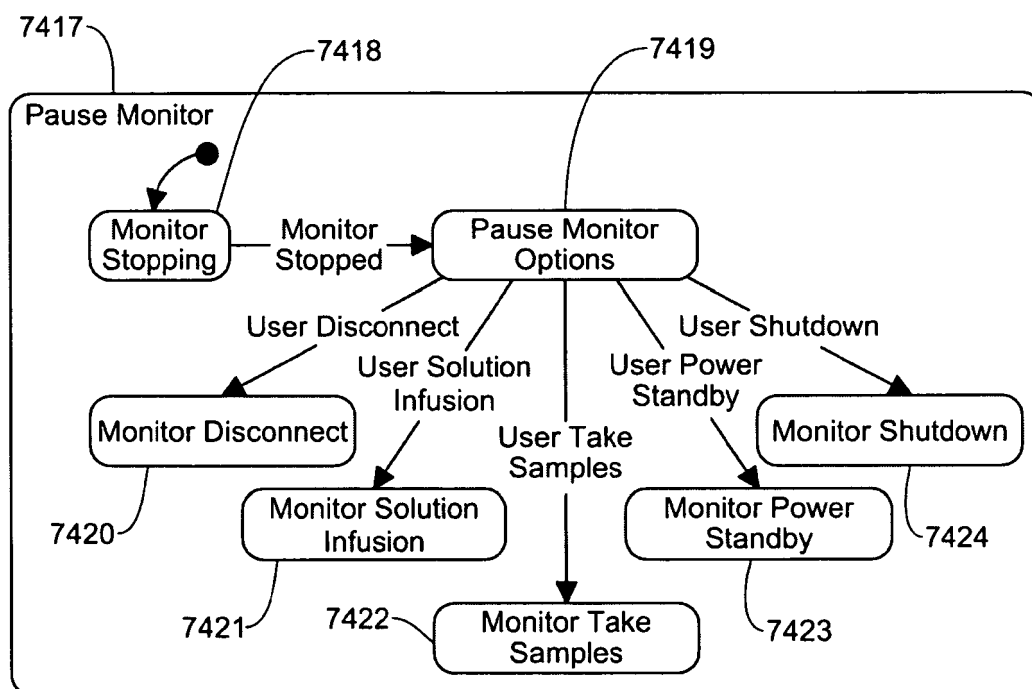 7417
7418
7419
Pause Monitor
Monitor
Stopping
Monitor
Stopped
Pause Monitor
Options
User Disconnect
User Solution
Infusion
User Take
Samples
User Power
Standby
User Shutdown
Monitor Disconnect
Monitor Shutdown
Monitor Solution
Infusion
Monitor Power
Standby
Monitor Take
Samples
7420
7421
7422
7423
7424